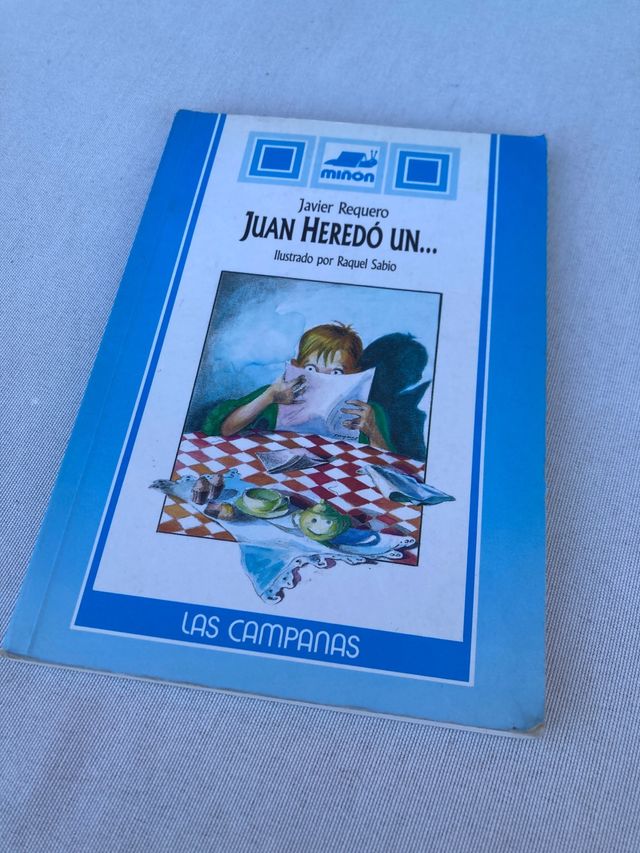 miñon
Javier Requero
JUAN HEREDÓ UN...
Ilustrado por Raquel Sabio
LAS CAMPANAS